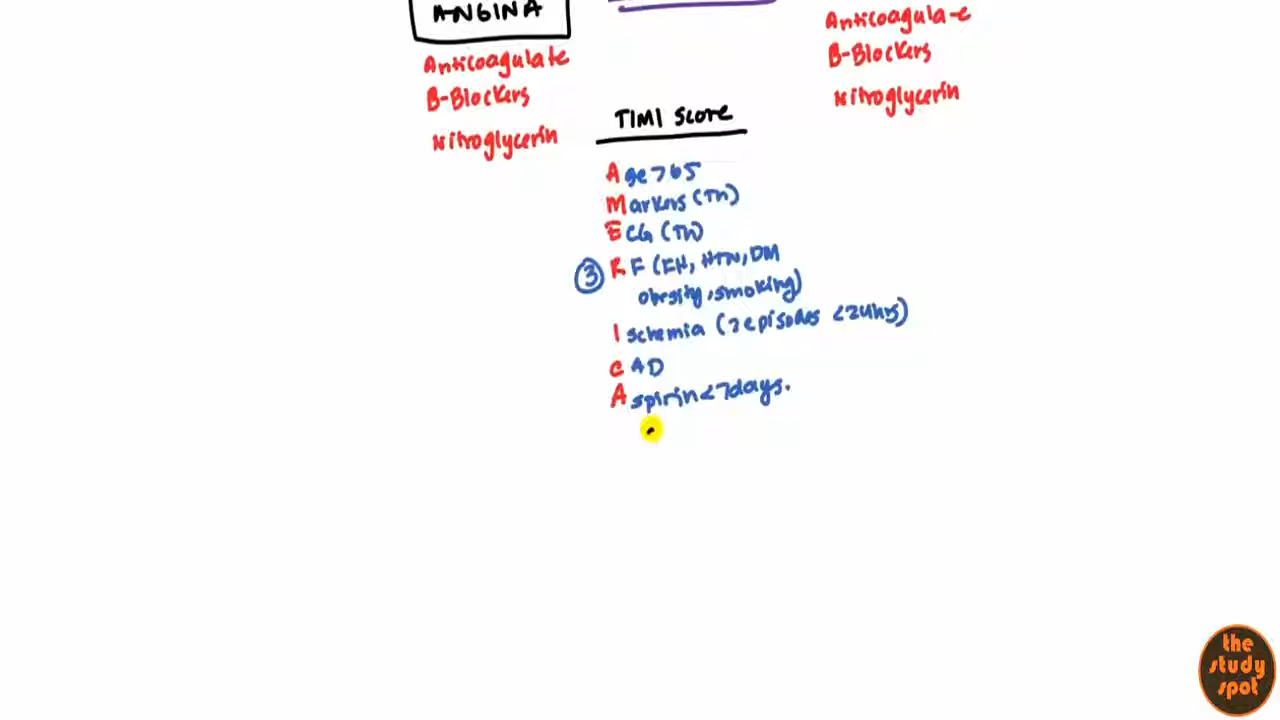 ANGINA
Anticoagulate
B-Blockers
Nitroglycerin
Anticoagula-e
B-Blockers
Nitroglycerin
TIMI Score
Age > 65
Markers (Tn)
ECG (TW)
③ RF (FH, HTN, DM
obesity, smoking)
Ischemia (2 episodes < 24hrs)
CAD
Aspirin < 7days.
the
study
spot